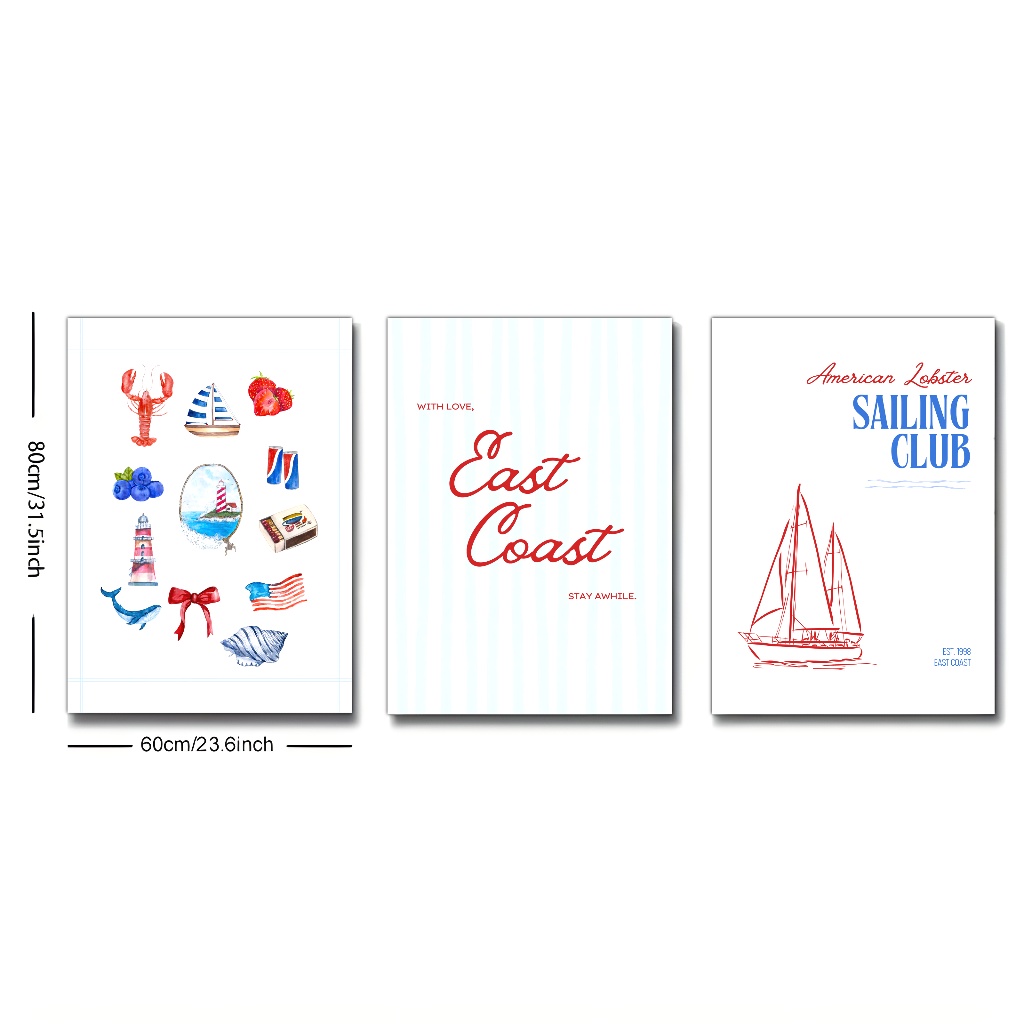 80cm/31.5inch
60cm/23.6inch
WITH LOVE,
East
Coast
STAY AWHILE.
American Lobster
SAILING
CLUB
EST. 1998
EAST COAST